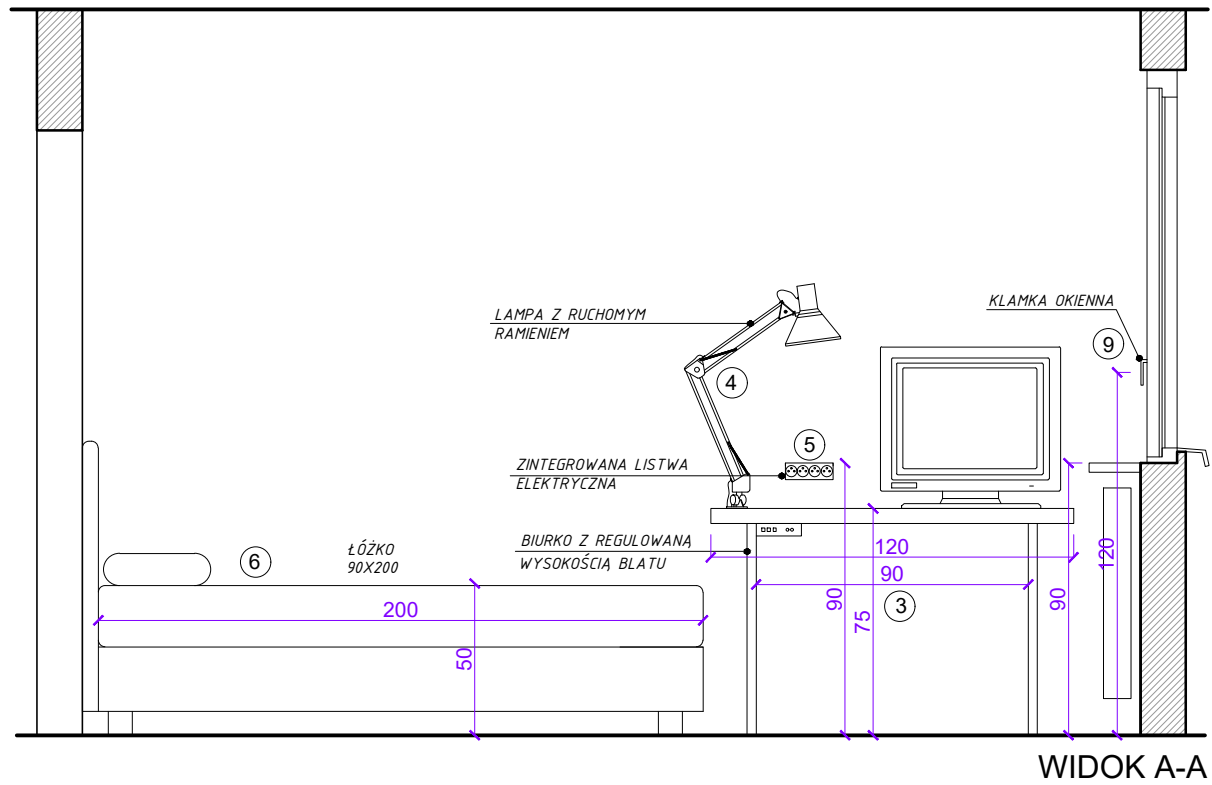 LAMPA Z RUCHOMYM
RAMIENIEM
4
KLAMKA OKIENNA
9
5
ZINTEGROWANA LISTWA
ELEKTRYCZNA
6
ŁÓŻKO
90X200
BIURKO Z REGULOWANĄ
WYSOKOŚCIĄ BLATU
120
90
3
200
50
90
75
90
120
WIDOK A-A